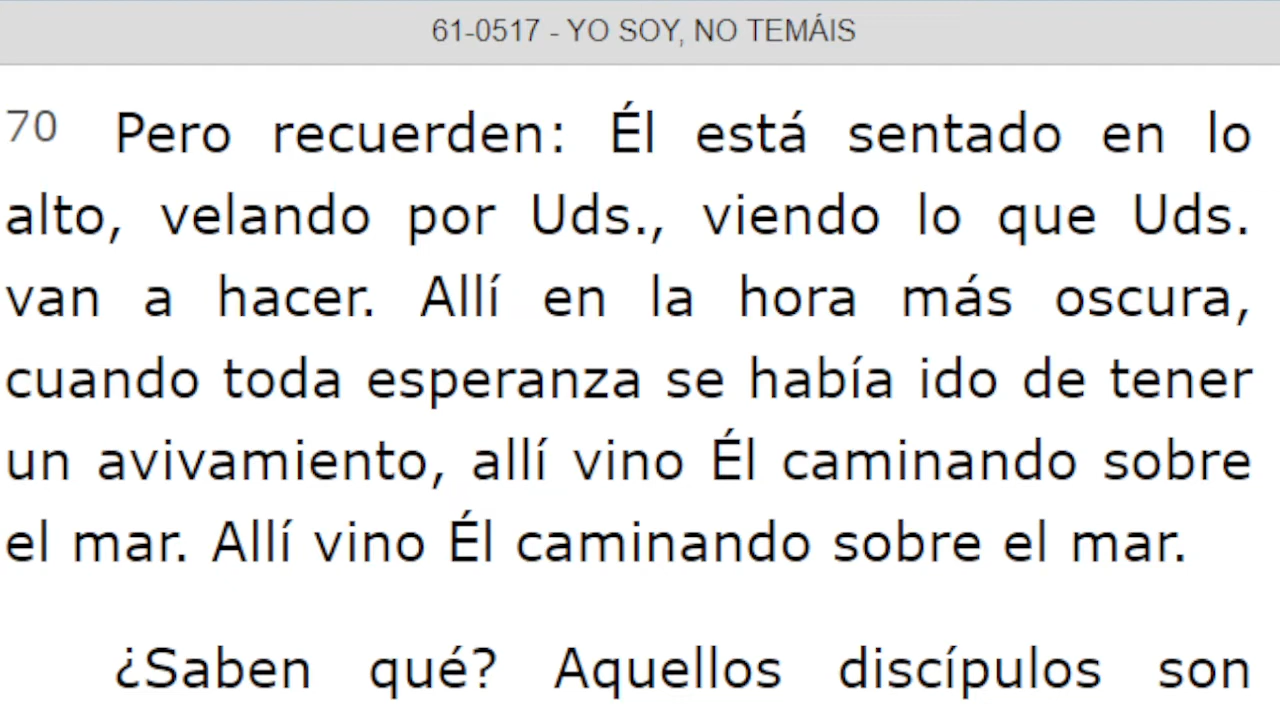 61-0517 - YO SOY, NO TEMÁIS
70 Pero recuerden: Él está sentado en lo
alto, velando por Uds., viendo lo que Uds.
van a hacer. Allí en la hora más oscura,
cuando toda esperanza se había ido de tener
un avivamiento, allí vino Él caminando sobre
el mar. Allí vino Él caminando sobre el mar.
¿Saben qué? Aquellos discípulos son